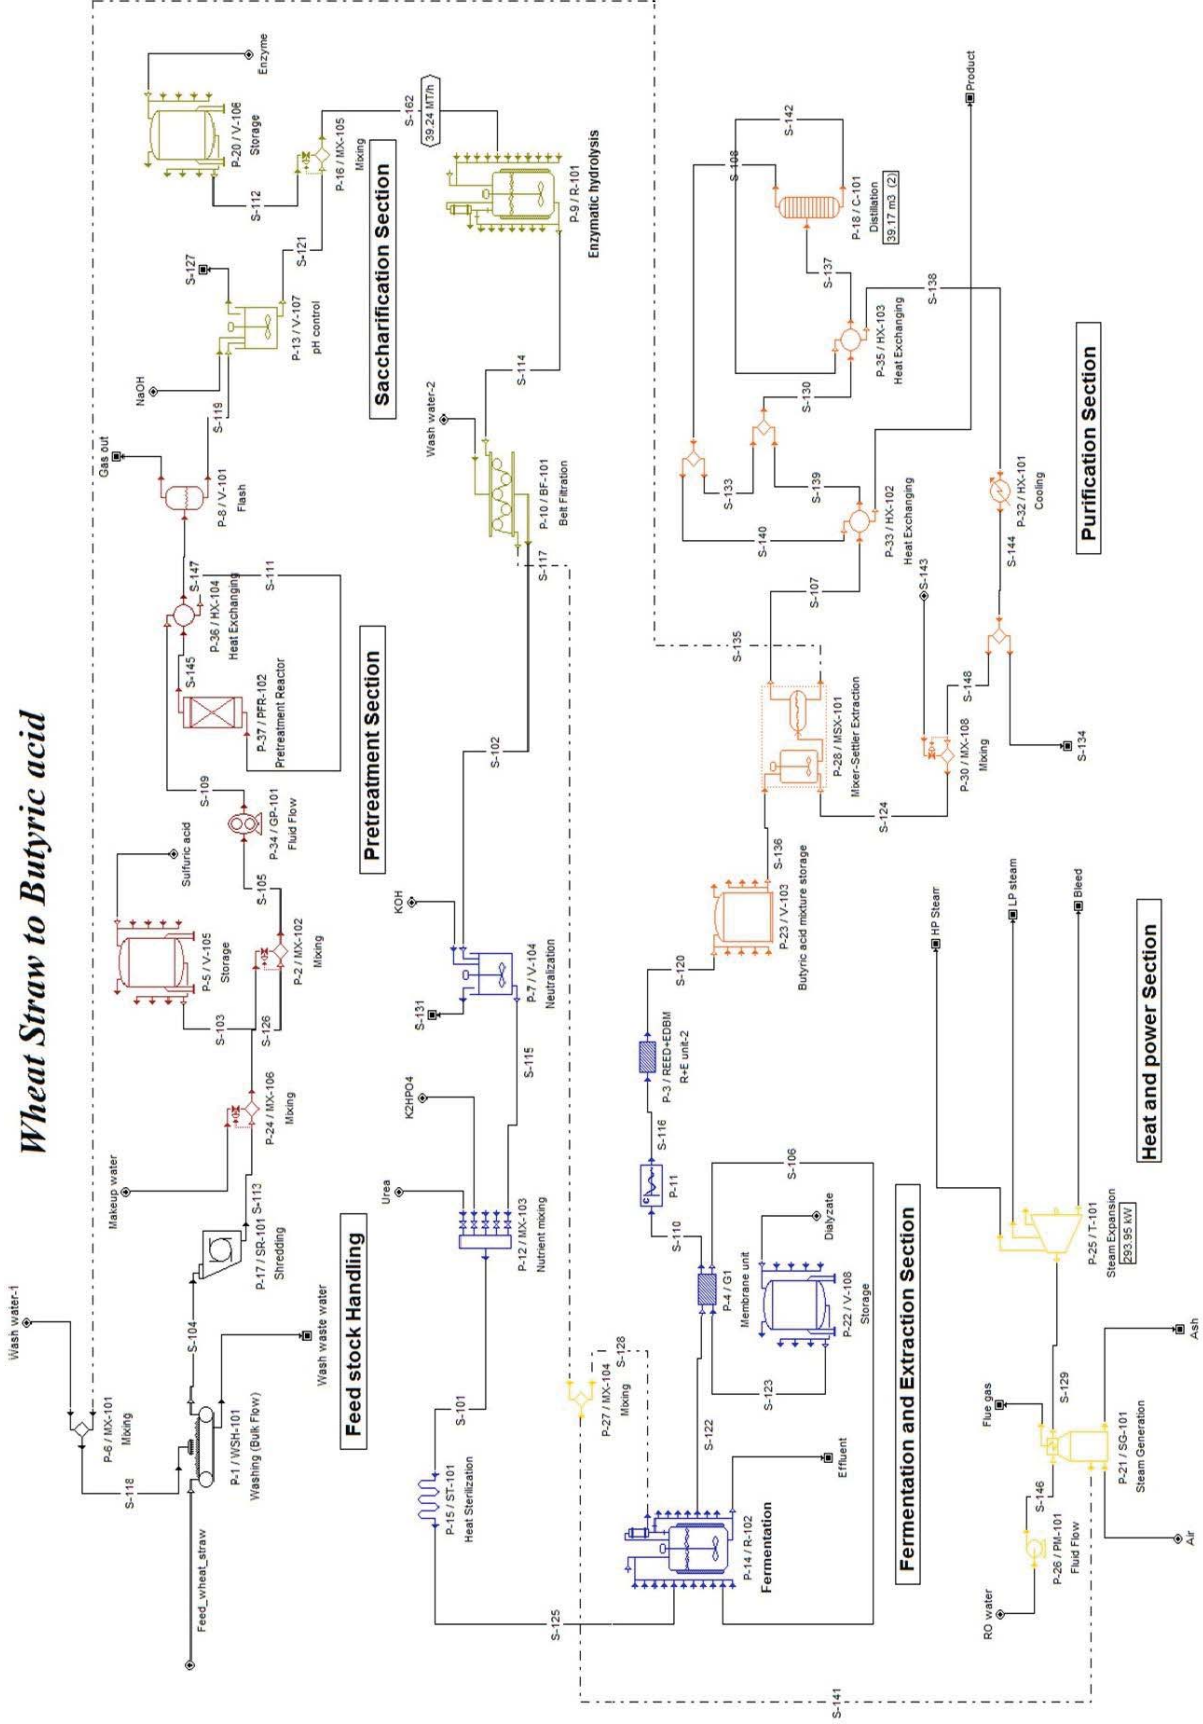 Wheat Straw to Butyric acid
Wash water-1
P-6 / MX-101
Mixing
S-118
Feed_wheat_straw
P-1 / WSH-101
Washing (Bulk Flow)
Wash waste water
S-104
P-17 / SR-101
Shredding
S-113
Makeup water
P-24 / MX-106
Mixing
Feed stock Handling
Sulfuric acid
P-5 / V-105
Storage
S-103
S-126
P-2 / MX-102
Mixing
S-105
P-34 / GP-101
Fluid Flow
S-109
P-37 / PFR-102
Pretreatment Reactor
S-145
P-36 / HX-104
Heat Exchanging
S-147
S-111
Pretreatment Section
Gas out
P-8 / V-101
Flash
S-119
NaOH
P-13 / V-107
pH control
S-127
S-121
Enzyme
P-20 / V-106
Storage
S-112
P-16 / MX-105
Mixing
S-162
39.24 MT/h
Saccharification Section
P-9 / R-101
Enzymatic hydrolysis
S-114
Wash water-2
P-10 / BF-101
Belt Filtration
S-117
S-102
KOH
P-7 / V-104
Neutralization
S-131
S-115
K2HPO4
Urea
P-12 / MX-103
Nutrient mixing
S-101
P-15 / ST-101
Heat Sterilization
S-125
P-27 / MX-104
Mixing
S-128
P-14 / R-102
Fermentation
Effluent
S-122
S-123
P-4 / G1
Membrane unit
P-22 / V-108
Storage
Dialyzate
S-106
S-110
P-11
S-116
P-3 / REED+EDBM
R+E unit-2
S-120
Fermentation and Extraction Section
P-23 / V-103
Butyric acid mixture storage
S-136
P-28 / MSX-101
Mixer-Settler Extraction
S-135
S-124
S-107
P-33 / HX-102
Heat Exchanging
S-140
S-133
S-139
S-130
P-35 / HX-103
Heat Exchanging
S-137
S-108
S-142
P-18 / C-101
Distillation
39.17 m3 (2)
S-138
Product
P-32 / HX-101
Cooling
S-144
S-143
P-30 / MX-108
Mixing
S-148
S-134
Purification Section
S-141
RO water
P-26 / PM-101
Fluid Flow
S-146
Air
Flue gas
P-21 / SG-101
Steam Generation
Ash
S-129
P-25 / T-101
Steam Expansion
293.95 kW
HP Steam
LP steam
Bleed
Heat and power Section